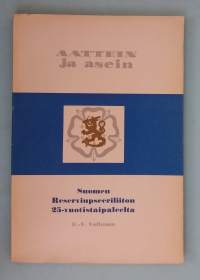 AATTEIN
ja asein
Suomen
Reserviupseeriliiton
25-vuotistaipaleelta